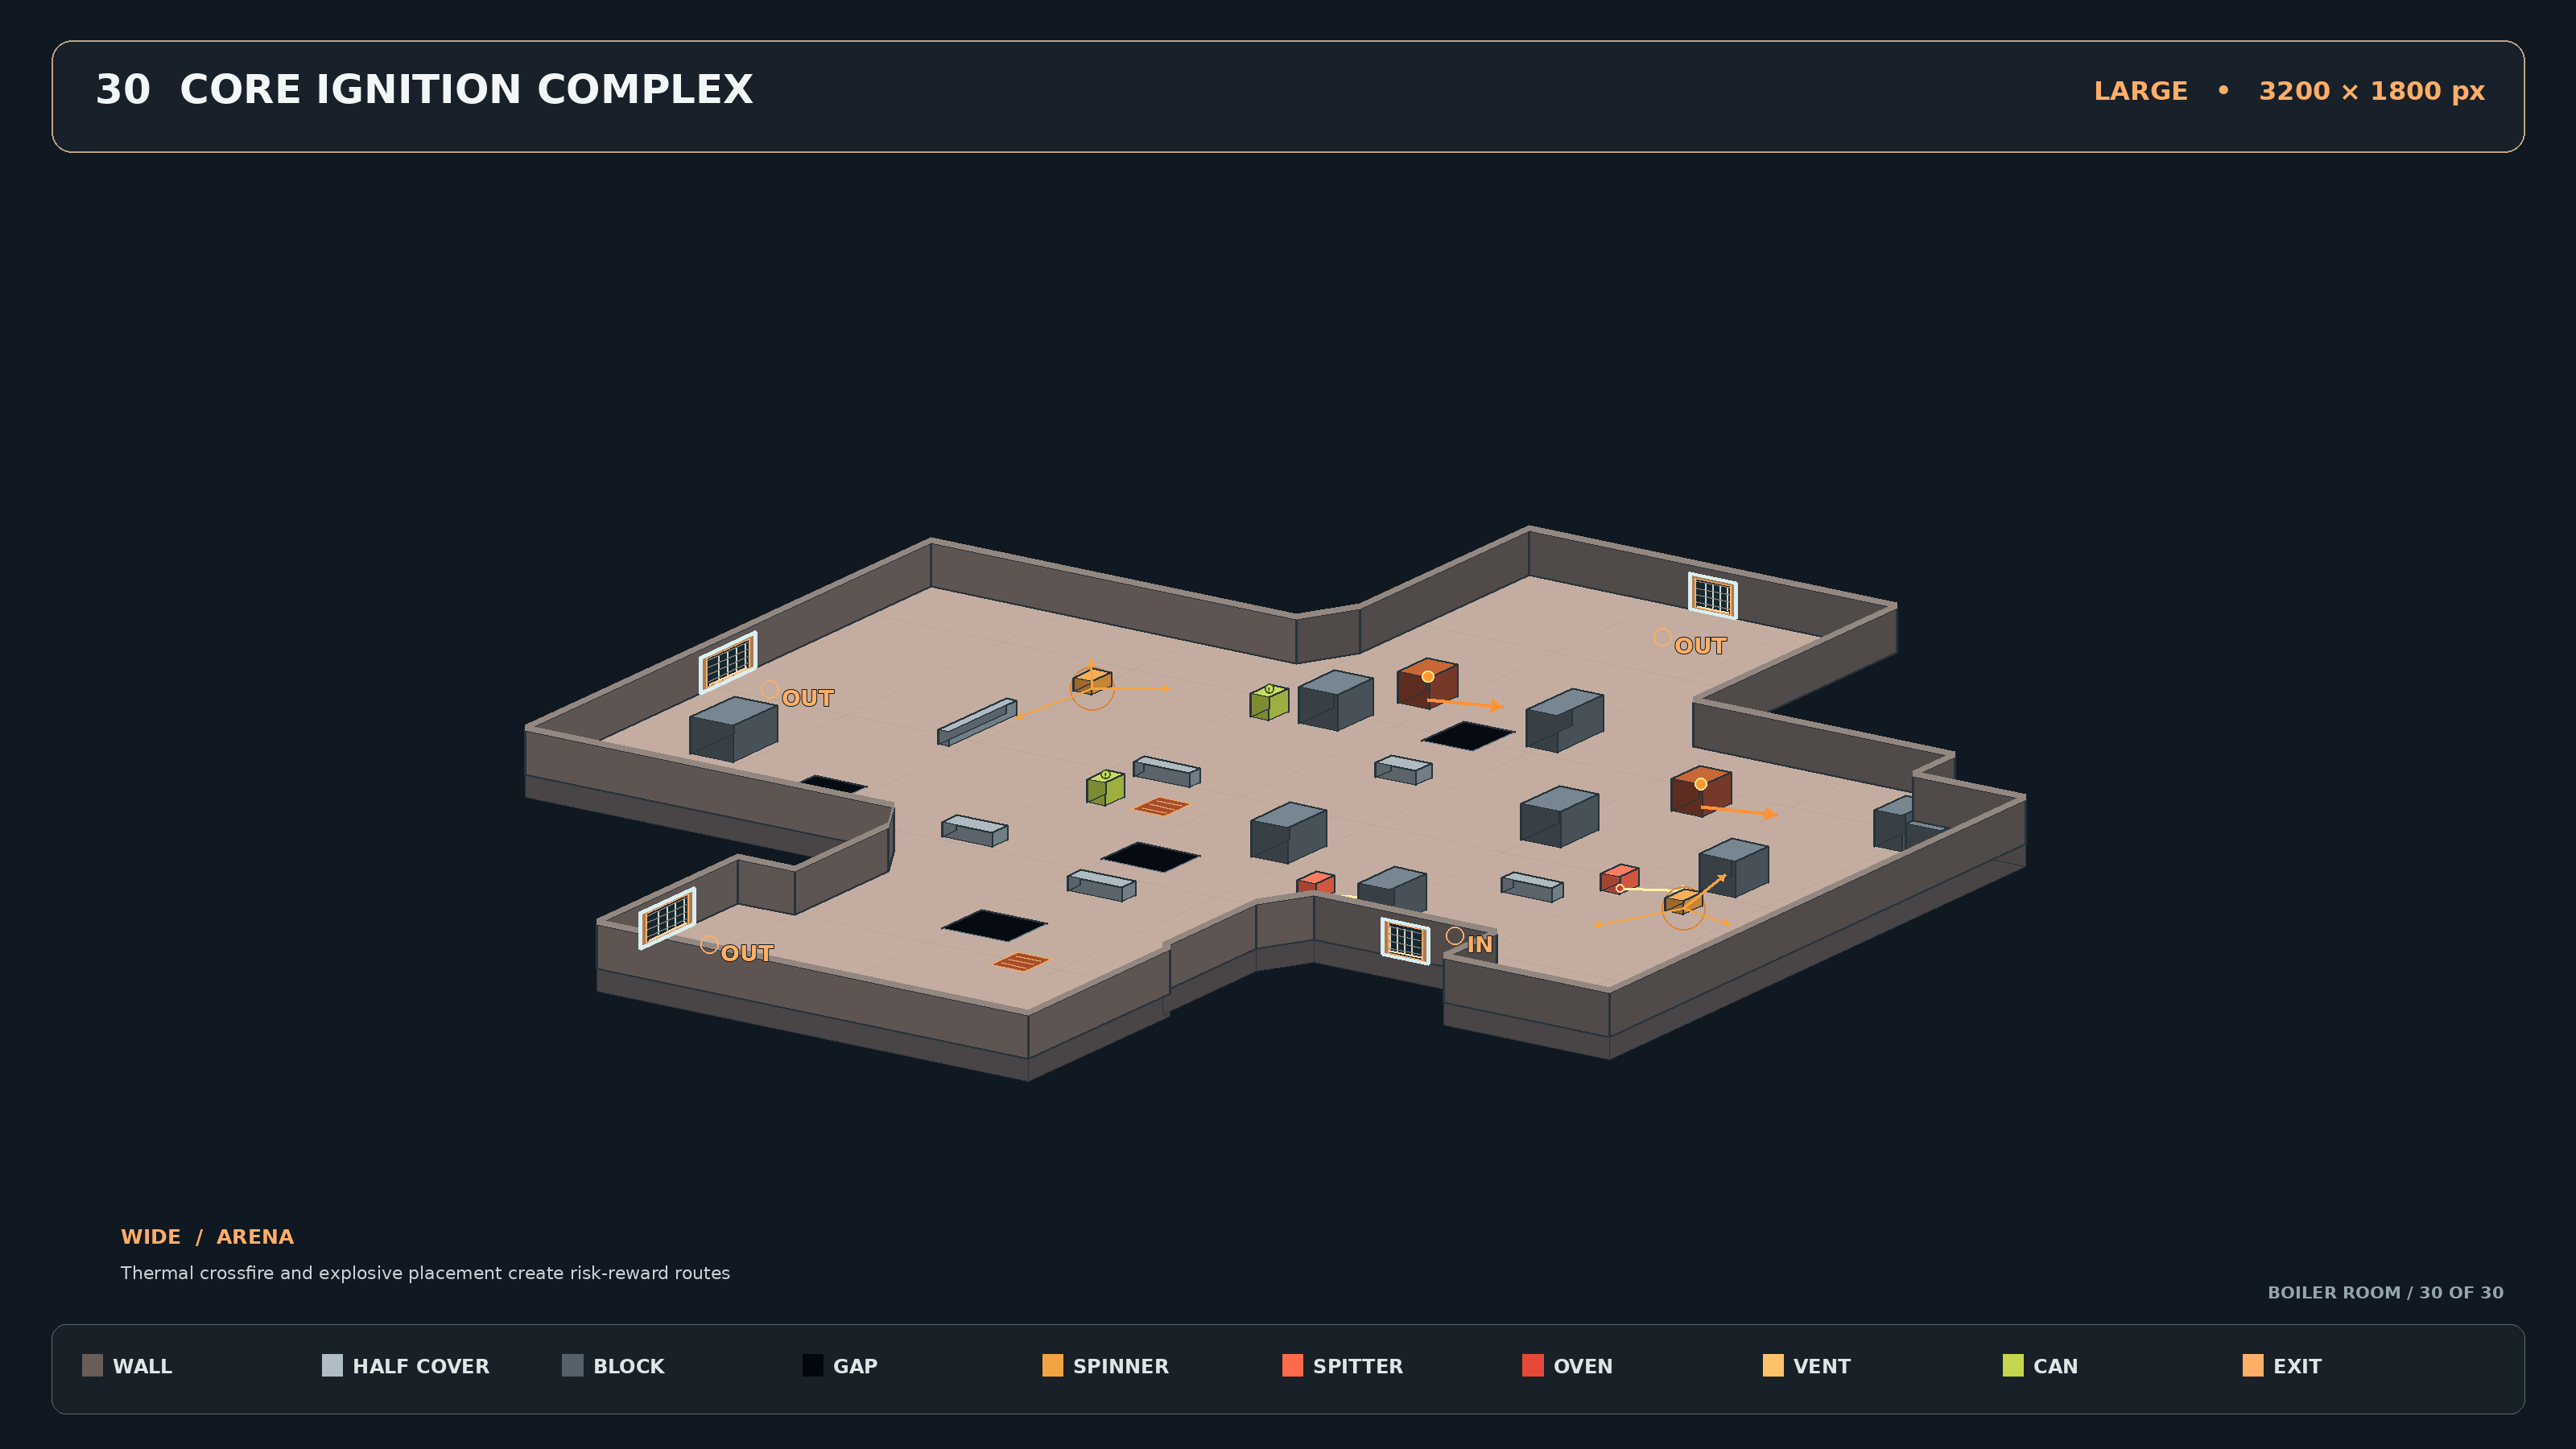 30 CORE IGNITION COMPLEX
LARGE • 3200 × 1800 px
OUT
OUT
OUT
IN
WIDE / ARENA
Thermal crossfire and explosive placement create risk-reward routes
BOILER ROOM / 30 OF 30
WALL
HALF COVER
BLOCK
GAP
SPINNER
SPITTER
OVEN
VENT
CAN
EXIT